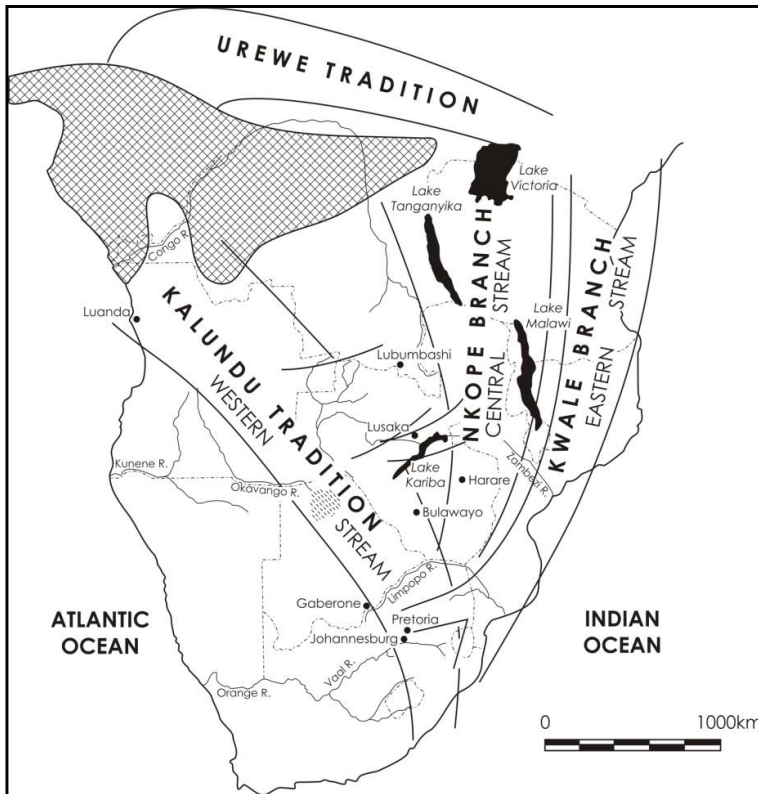 UREWE TRADITION
Lake
Victoria
Lake
Tanganyika
Congo R.
NKOPE BRANCH
CENTRAL STREAM
KWALE BRANCH
EASTERN STREAM
Luanda
KALUNDU TRADITION
WESTERN STREAM
Lake
Malawi
Lubumbashi
Lusaka
Lake
Kariba
Zambezi R.
Kunene R.
Okavango R.
Harare
Bulawayo
Limpopo R.
Gaberone
Pretoria
Johannesburg
ATLANTIC
OCEAN
INDIAN
OCEAN
Vaal R.
Orange R.
0 1000km